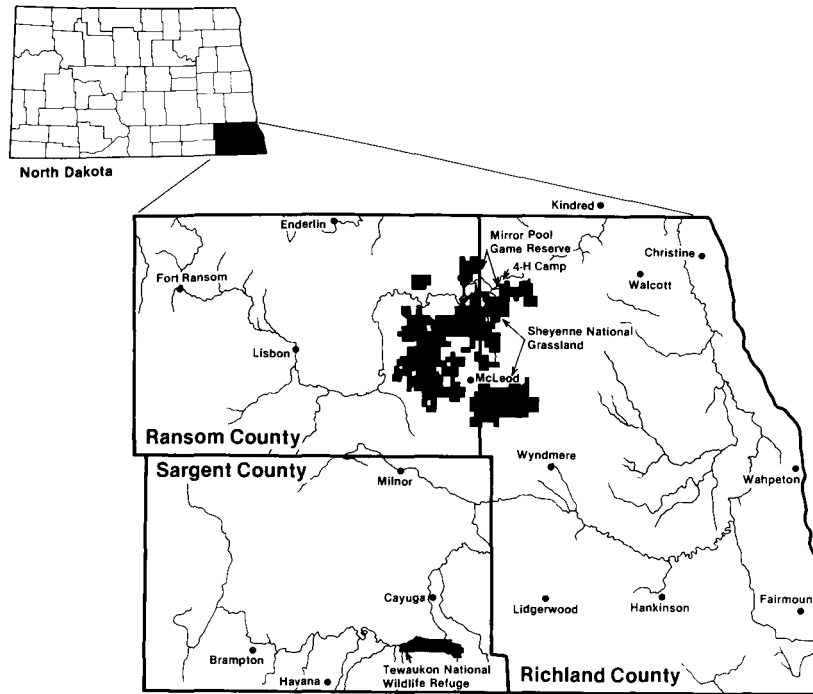 North Dakota
Kindred
Enderlin
Mirror Pool
Game Reserve
4-H Camp
Christine
Walcott
Fort Ransom
Sheyenne National
Grassland
Lisbon
McLeod
Ransom County
Sargent County
Milnor
Wyndmere
Wahpeton
Cayuga
Lidgerwood
Hankinson
Fairmoun
Brampton
Tewaukon National
Wildlife Refuge
Havana
Richland County